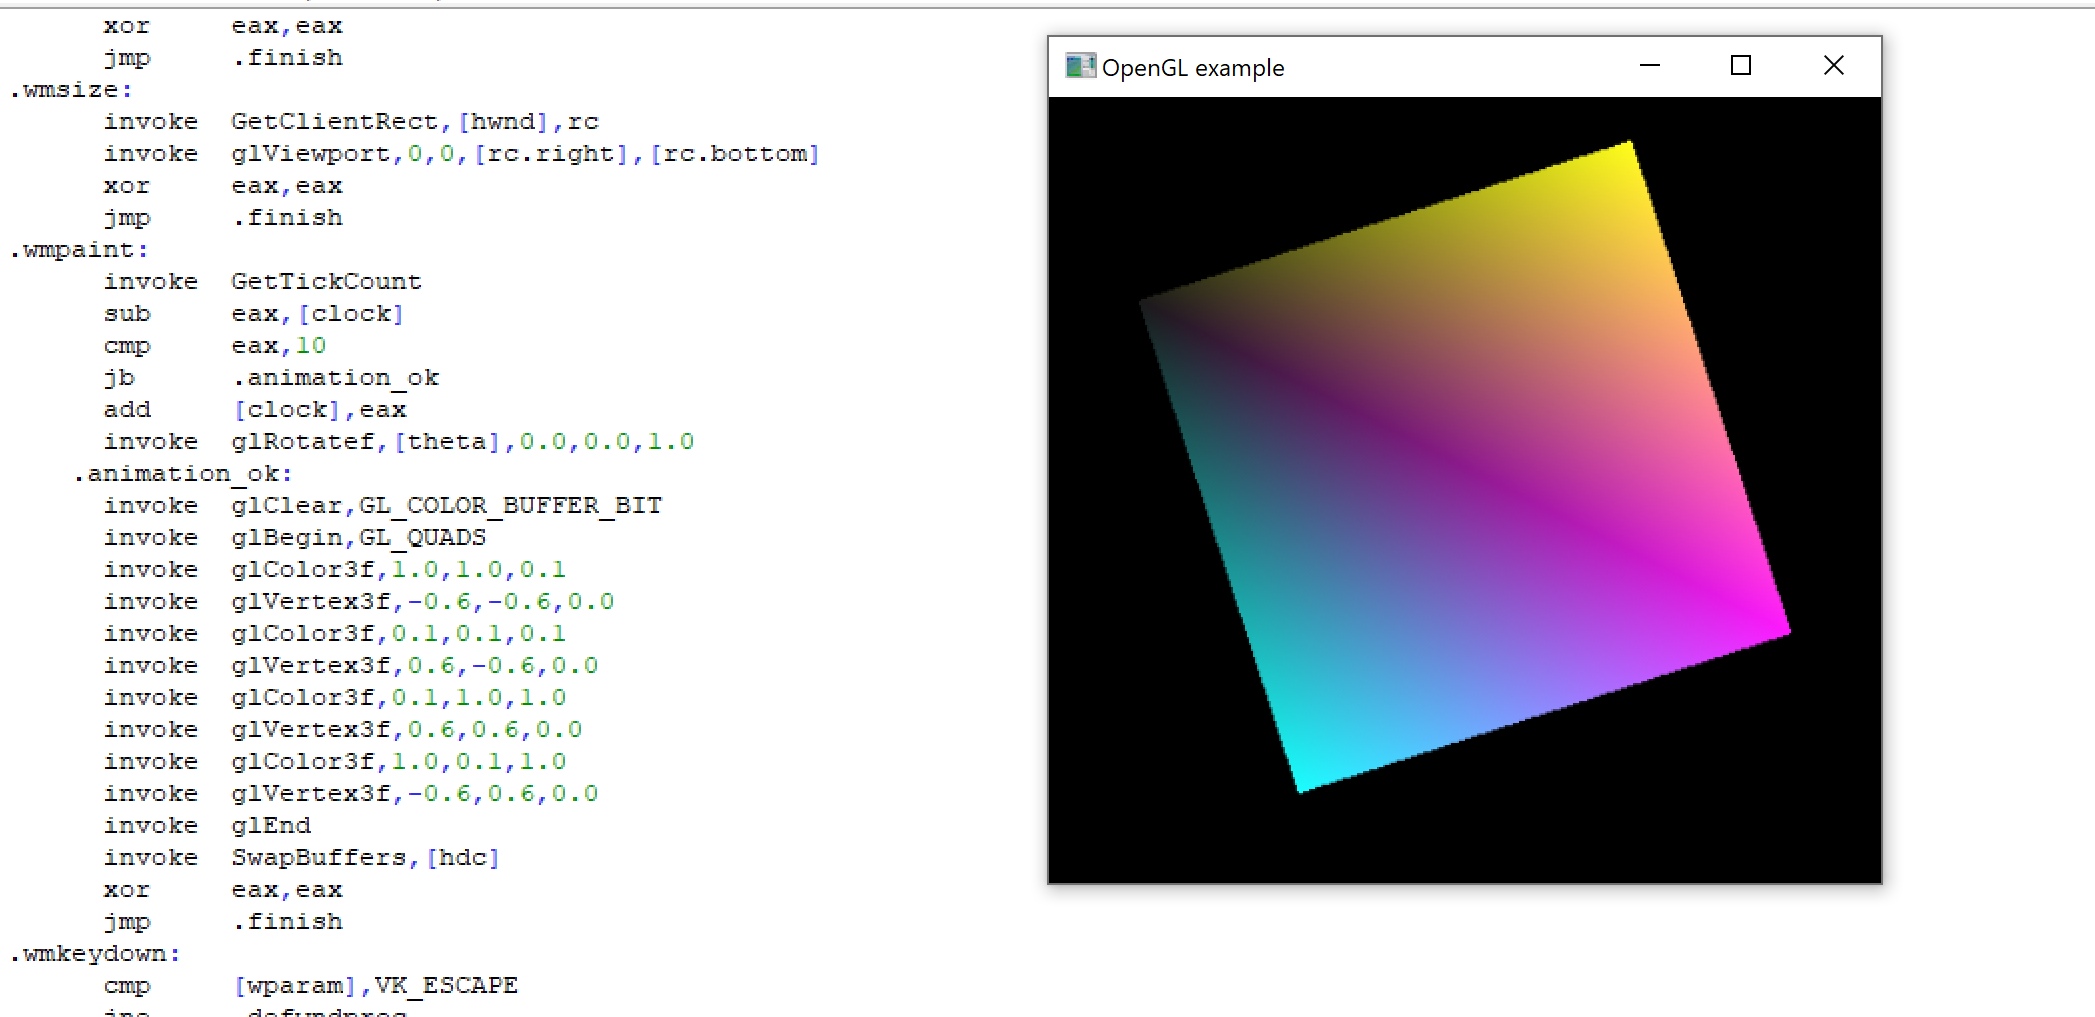 xor eax,eax
jmp .finish
.wmsize:
invoke GetClientRect,[hwnd],rc
invoke glViewport,0,0,[rc.right],[rc.bottom]
xor eax,eax
jmp .finish
.wmpaint:
invoke GetTickCount
sub eax,[clock]
cmp eax,10
jb .animation_ok
add [clock],eax
invoke glRotatef,[theta],0.0,0.0,1.0
.animation_ok:
invoke glClear,GL_COLOR_BUFFER_BIT
invoke glBegin,GL_QUADS
invoke glColor3f,1.0,1.0,0.1
invoke glVertex3f,-0.6,-0.6,0.0
invoke glColor3f,0.1,0.1,0.1
invoke glVertex3f,0.6,-0.6,0.0
invoke glColor3f,0.1,1.0,1.0
invoke glVertex3f,0.6,0.6,0.0
invoke glColor3f,1.0,0.1,1.0
invoke glVertex3f,-0.6,0.6,0.0
invoke glEnd
invoke SwapBuffers,[hdc]
xor eax,eax
jmp .finish
.wmkeydown:
cmp [wparam],VK_ESCAPE
OpenGL example